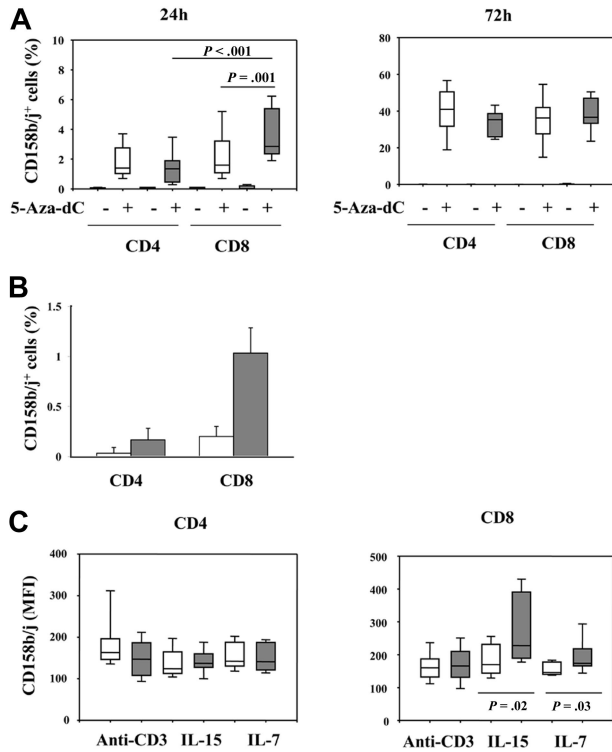 A
24h
72h
CD158b/j+ cells (%)
P < .001
P = .001
10
8
6
4
2
0
80
60
40
20
0
5-Aza-dC - + - + - + - +
CD4 CD8
5-Aza-dC - + - + - + - +
CD4 CD8
B
CD158b/j+ cells (%)
1.5
1
0.5
0
CD4 CD8
C
CD4
CD8
CD158b/j (MFI)
400
300
200
100
0
500
400
300
200
100
0
P = .02 P = .03
Anti-CD3 IL-15 IL-7
Anti-CD3 IL-15 IL-7